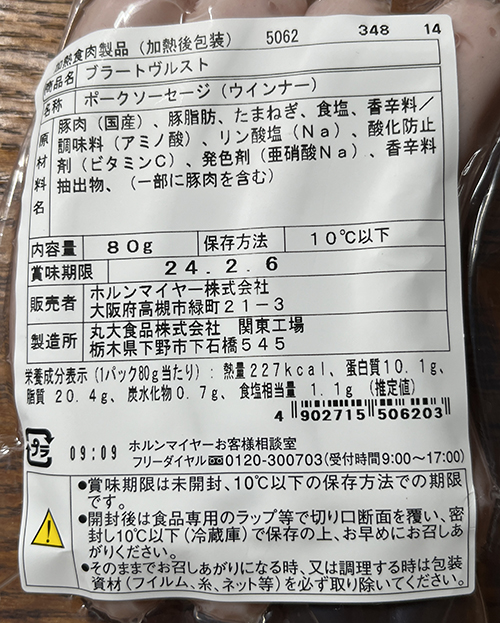 加熱食肉製品（加熱後包装） 5062 348 14
商品名 ブラートヴルスト
名称 ポークソーセージ（ウインナー）
原材料名 豚肉（国産）、豚脂肪、たまねぎ、食塩、香辛料／
調味料（アミノ酸）、リン酸塩（Na）、酸化防止
剤（ビタミンC）、発色剤（亜硝酸Na）、香辛料
抽出物、（一部に豚肉を含む）
内容量 80g 保存方法 10℃以下
賞味期限 24.2.6
販売者 ホルンマイヤー株式会社
大阪府高槻市緑町21－3
製造所 丸大食品株式会社 関東工場
栃木県下野市下石橋545
栄養成分表示（1パック80g当たり）：熱量227kcal、蛋白質10.1g、
脂質 20.4g、炭水化物 0.7g、食塩相当量 1.1g（推定値）
4 902715 506203
プラ 09:09 ホルンマイヤーお客様相談室
フリーダイヤル 0120-300703(受付時間9:00～17:00)
●賞味期限は未開封、10℃以下の保存方法での期限
です。
●開封後は食品専用のラップ等で切り口断面を覆い、密
封し10℃以下（冷蔵庫）で保存の上、お早めにお召しあ
がりください。
●そのままでお召しあがりになる時、又は調理する時は包装
資材（フイルム、糸、ネット等）を必ず取り除いてください。